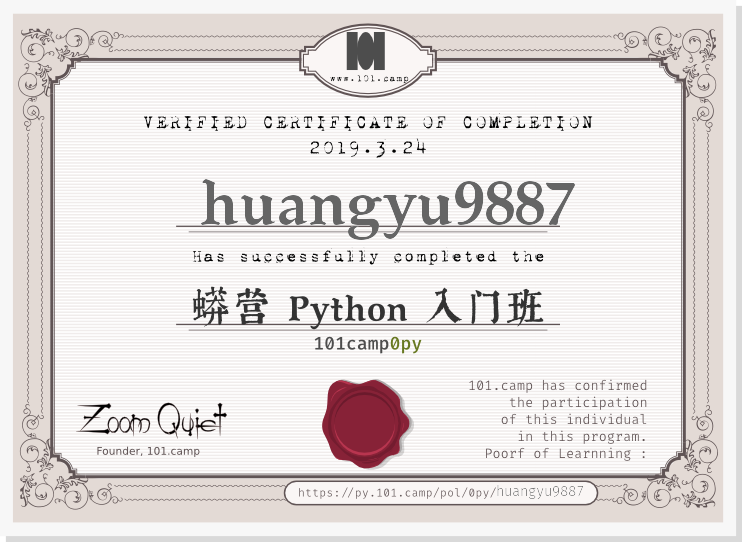 101
www.101.camp
VERIFIED CERTIFICATE OF COMPLETION
2019.3.24
huangyu9887
Has successfully completed the
蟒营 Python 入门班
101camp0py
Zoom Quiet
Founder, 101.camp
101.camp has confirmed
the participation
of this individual
in this program.
Poorf of Learnning :
https://py.101.camp/pol/0py/huangyu9887